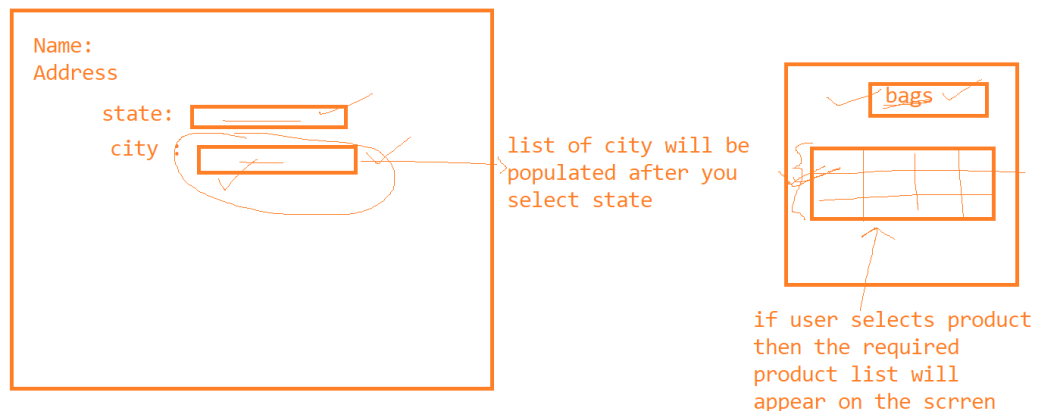 Name:
Address
state:
city :
list of city will be
populated after you
select state
bags
if user selects product
then the required
product list will
appear on the scrren